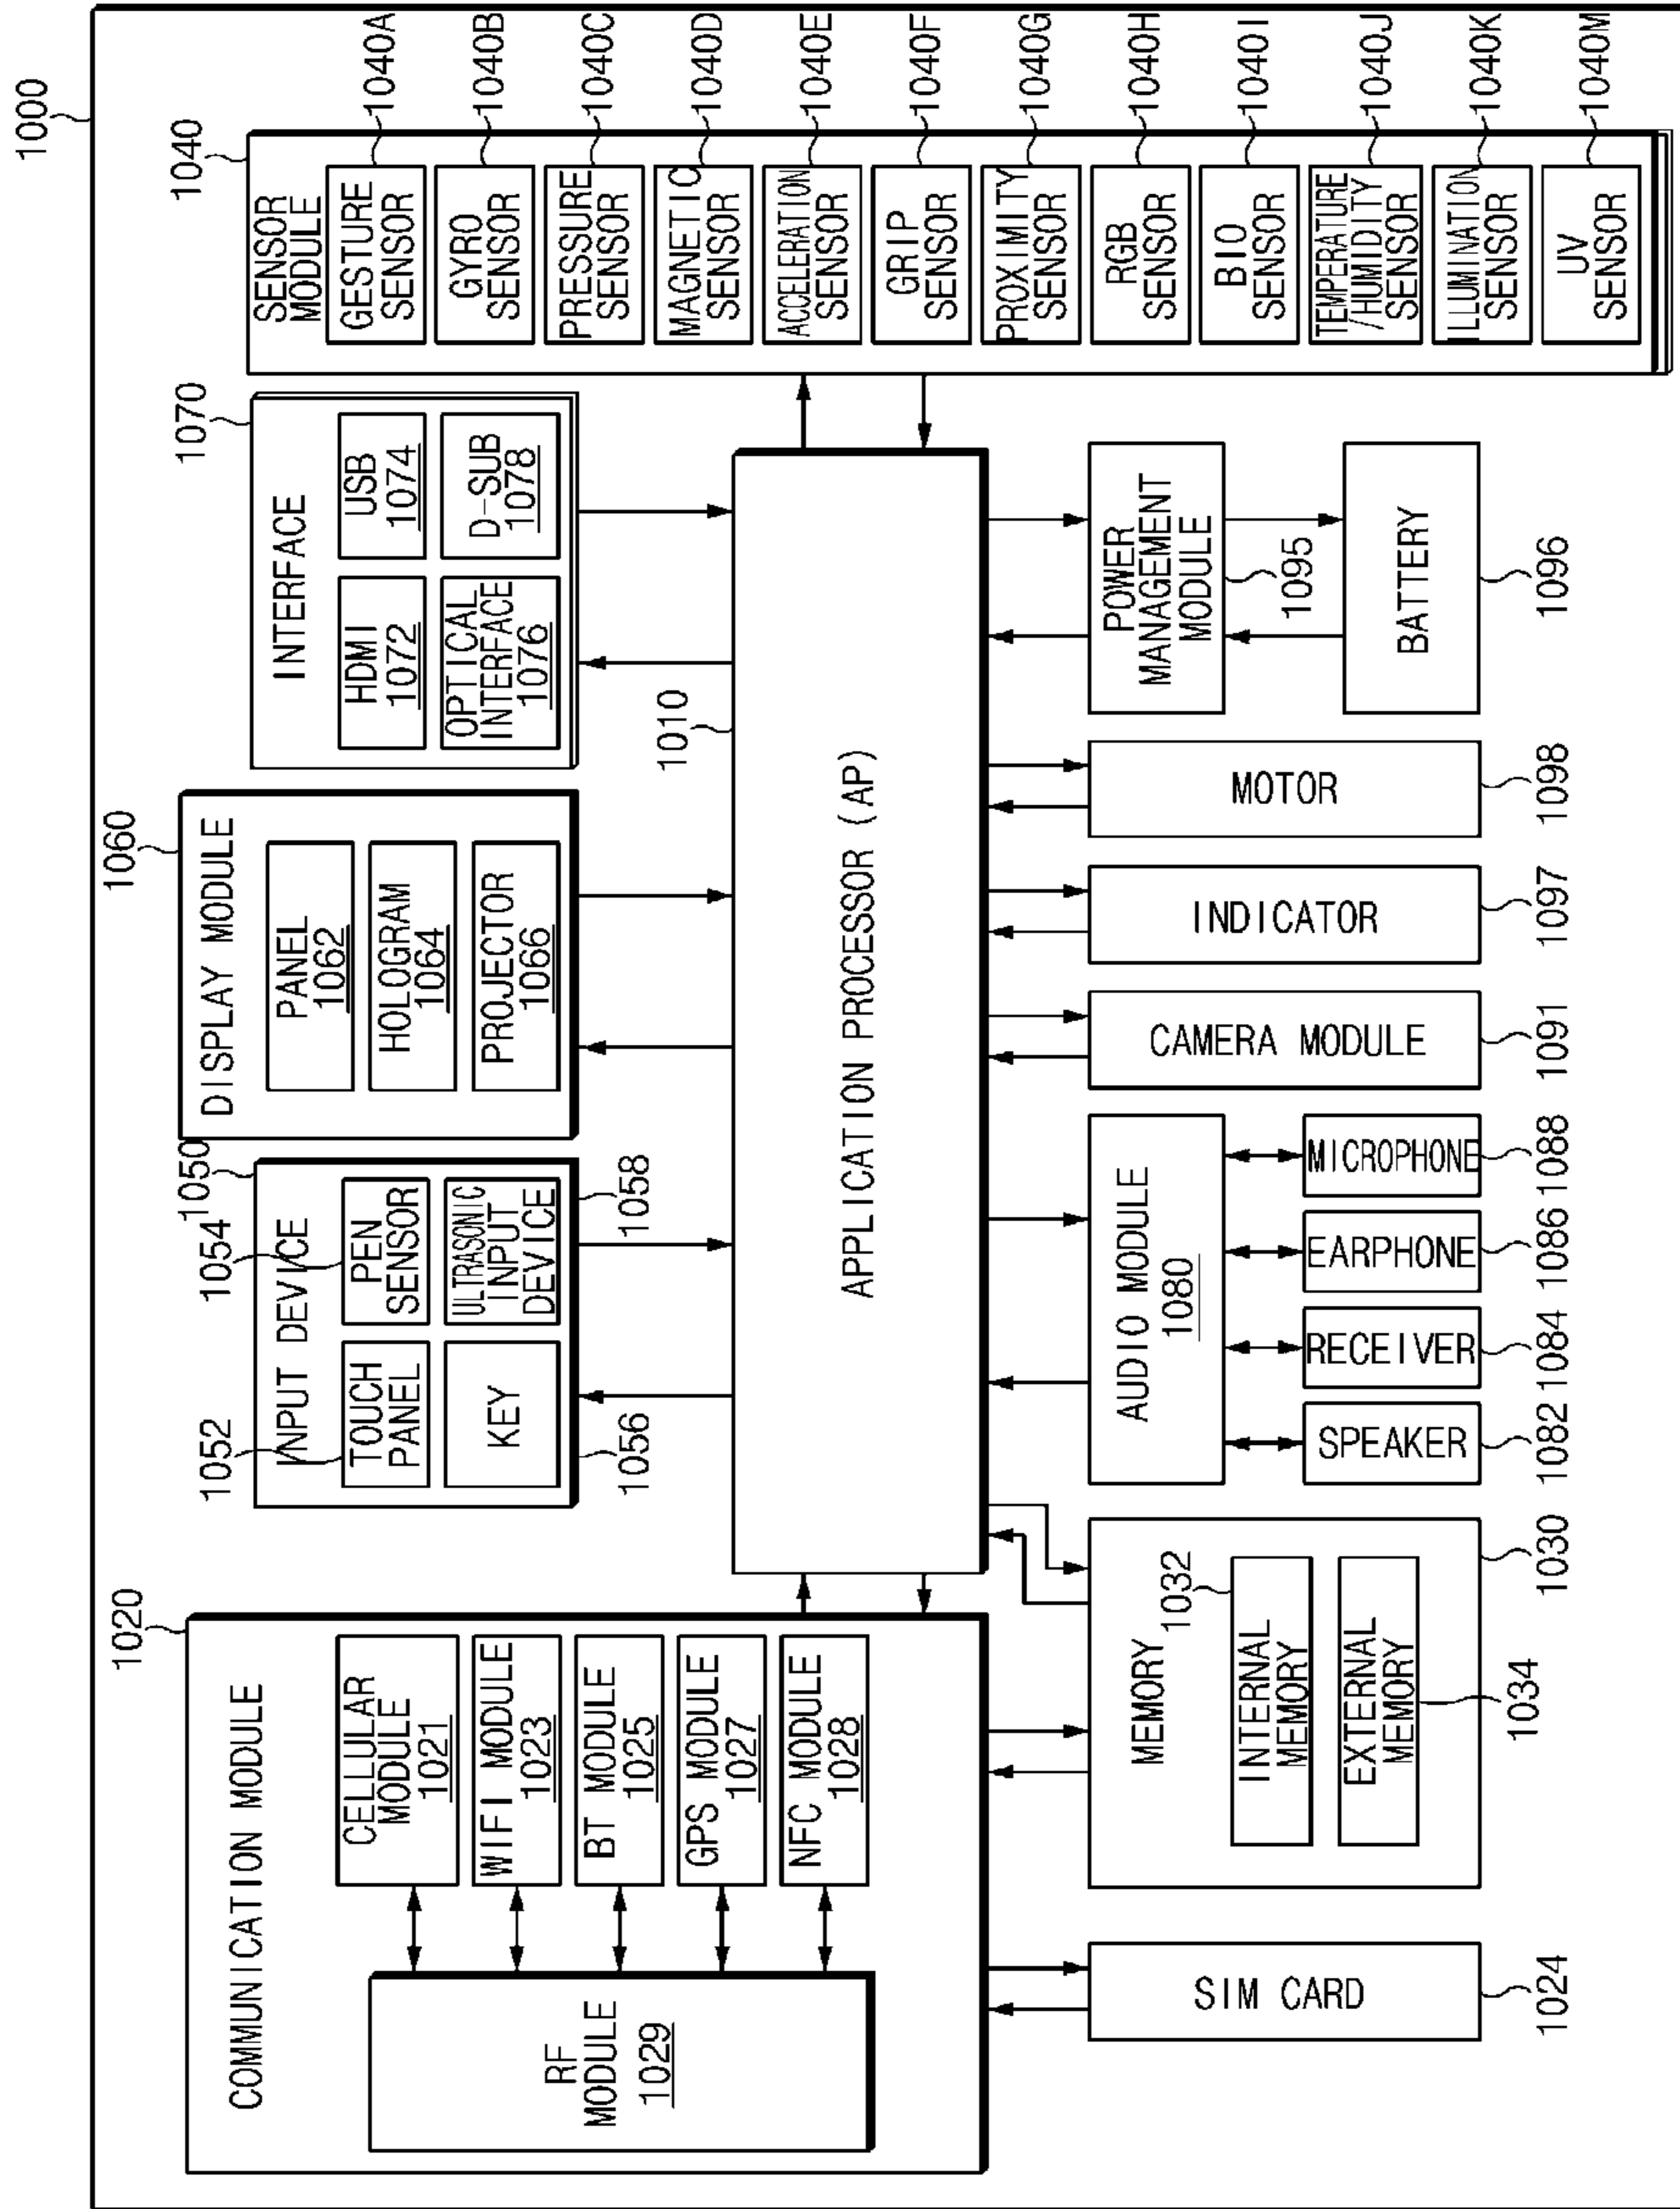 1000
COMMUNICATION MODULE
1020
RF
MODULE
1029
CELLULAR
MODULE
1021
WIFI MODULE
1023
BT MODULE
1025
GPS MODULE
1027
NFC MODULE
1028
1050
INPUT DEVICE
1052
1054
TOUCH
PANEL
PEN
SENSOR
KEY
ULTRASONIC
INPUT
DEVICE
1056
1058
1060
DISPLAY MODULE
PANEL
1062
HOLOGRAM
1064
PROJECTOR
1066
1070
INTERFACE
HDMI
1072
USB
1074
OPTICAL
INTERFACE
1076
D-SUB
1078
1040
SENSOR
MODULE
GESTURE
SENSOR
1040A
GYRO
SENSOR
1040B
PRESSURE
SENSOR
1040C
MAGNETIC
SENSOR
1040D
ACCELERATION
SENSOR
1040E
GRIP
SENSOR
1040F
PROXIMITY
SENSOR
1040G
RGB
SENSOR
1040H
BIO
SENSOR
1040I
TEMPERATURE
/HUMIDITY
SENSOR
1040J
ILLUMINATION
SENSOR
1040K
UV
SENSOR
1040M
1010
APPLICATION PROCESSOR (AP)
SIM CARD
1024
MEMORY
1032
INTERNAL
MEMORY
EXTERNAL
MEMORY
1034
1030
AUDIO MODULE
1080
SPEAKER
1082
RECEIVER
1084
EARPHONE
1086
MICROPHONE
1088
CAMERA MODULE
1091
INDICATOR
1097
MOTOR
1098
POWER
MANAGEMENT
MODULE
1095
BATTERY
1096